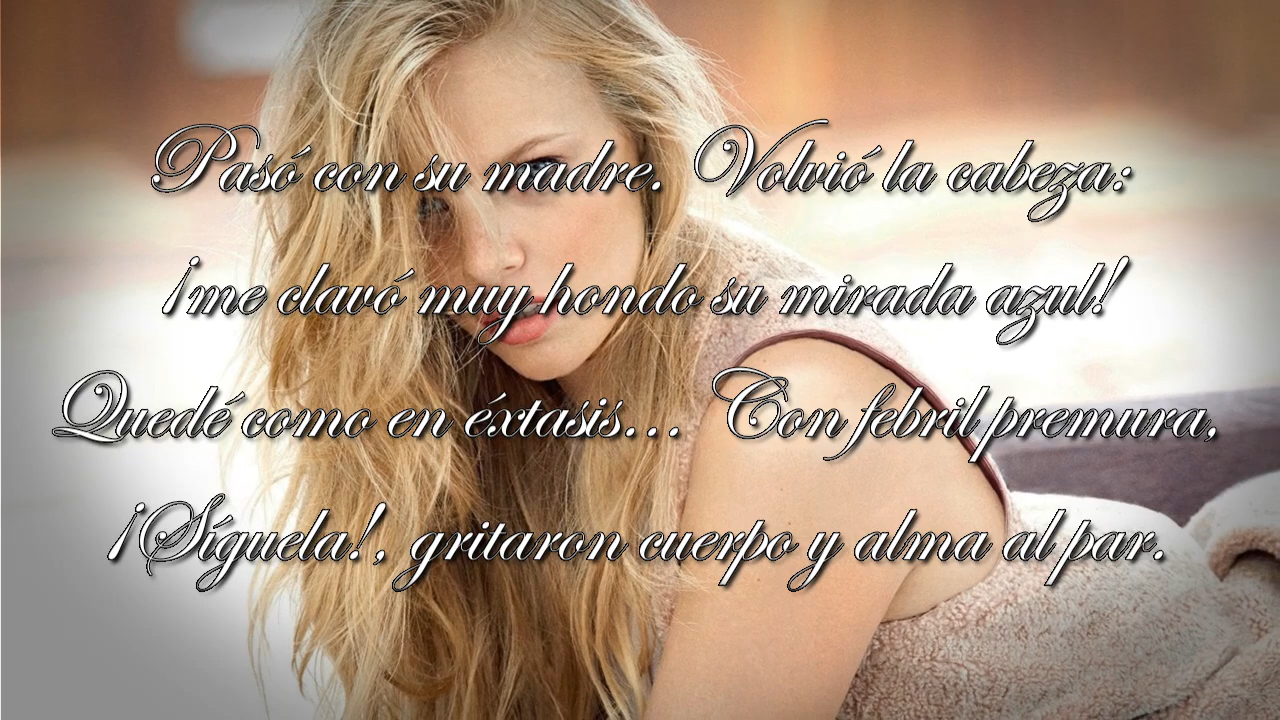 Pasó con su madre. Volvió la cabeza:
¡me clavó muy hondo su mirada azul!
Quedé como en éxtasis... Con febril premura,
¡Síguela!, gritaron cuerpo y alma al par.